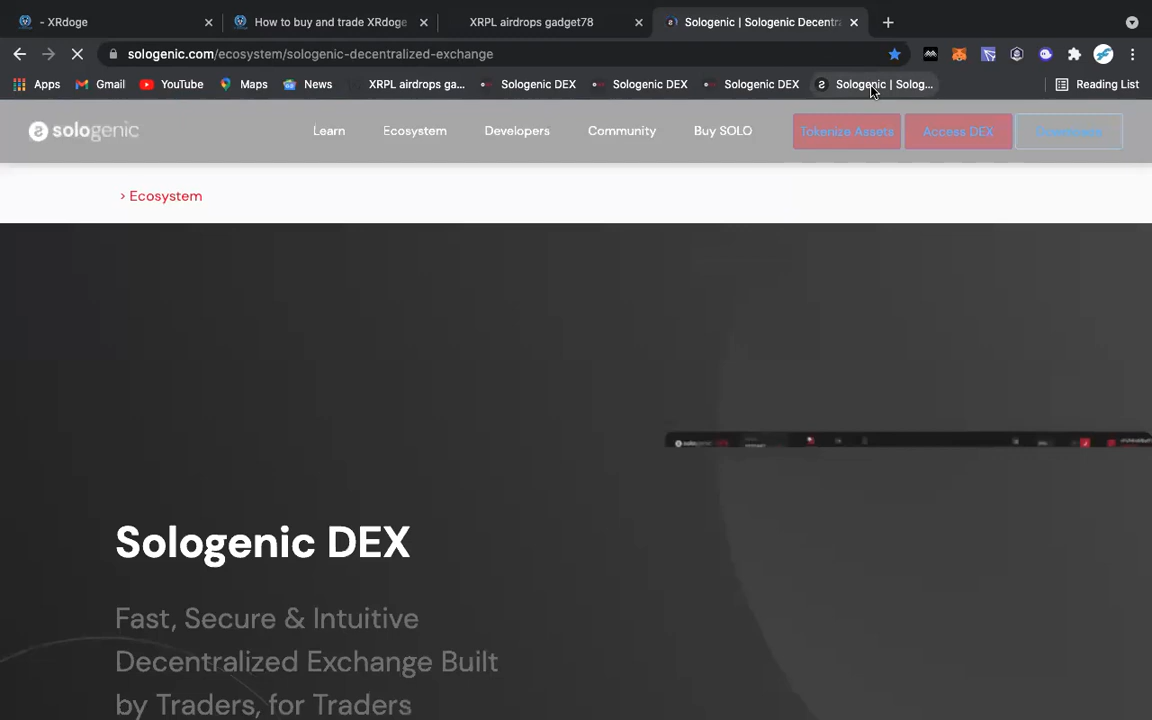 - XRdoge
How to buy and trade XRdoge
XRPL airdrops gadget78
Sologenic | Sologenic Decentra
sologenic.com/ecosystem/sologenic-decentralized-exchange
Apps
Gmail
YouTube
Maps
News
XRPL airdrops ga...
Sologenic DEX
Sologenic DEX
Sologenic DEX
Sologenic | Solog...
Reading List
sologenic
Learn
Ecosystem
Developers
Community
Buy SOLO
Tokenize Assets
Access DEX
> Ecosystem
Sologenic DEX
Fast, Secure & Intuitive
Decentralized Exchange Built
by Traders, for Traders